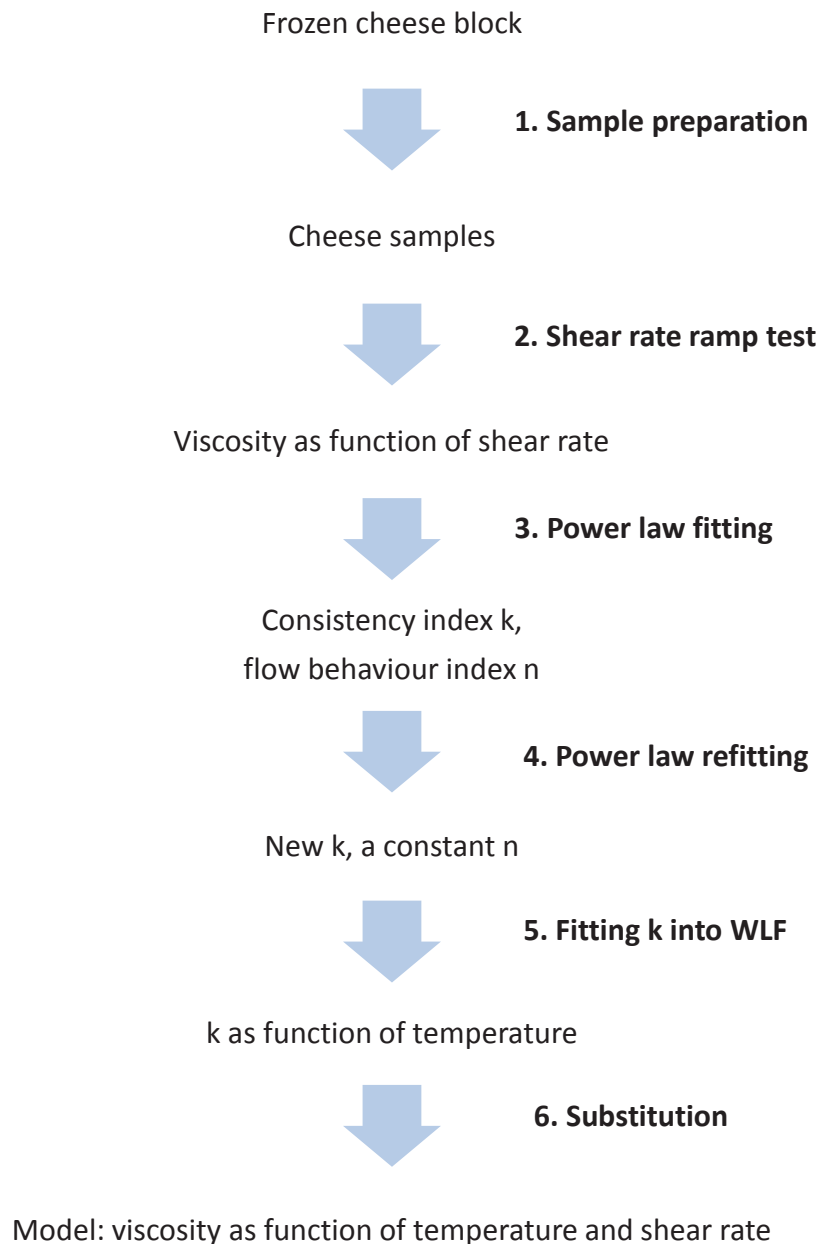 Frozen cheese block
1. Sample preparation
Cheese samples
2. Shear rate ramp test
Viscosity as function of shear rate
3. Power law fitting
Consistency index k,
flow behaviour index n
4. Power law refitting
New k, a constant n
5. Fitting k into WLF
k as function of temperature
6. Substitution
Model: viscosity as function of temperature and shear rate